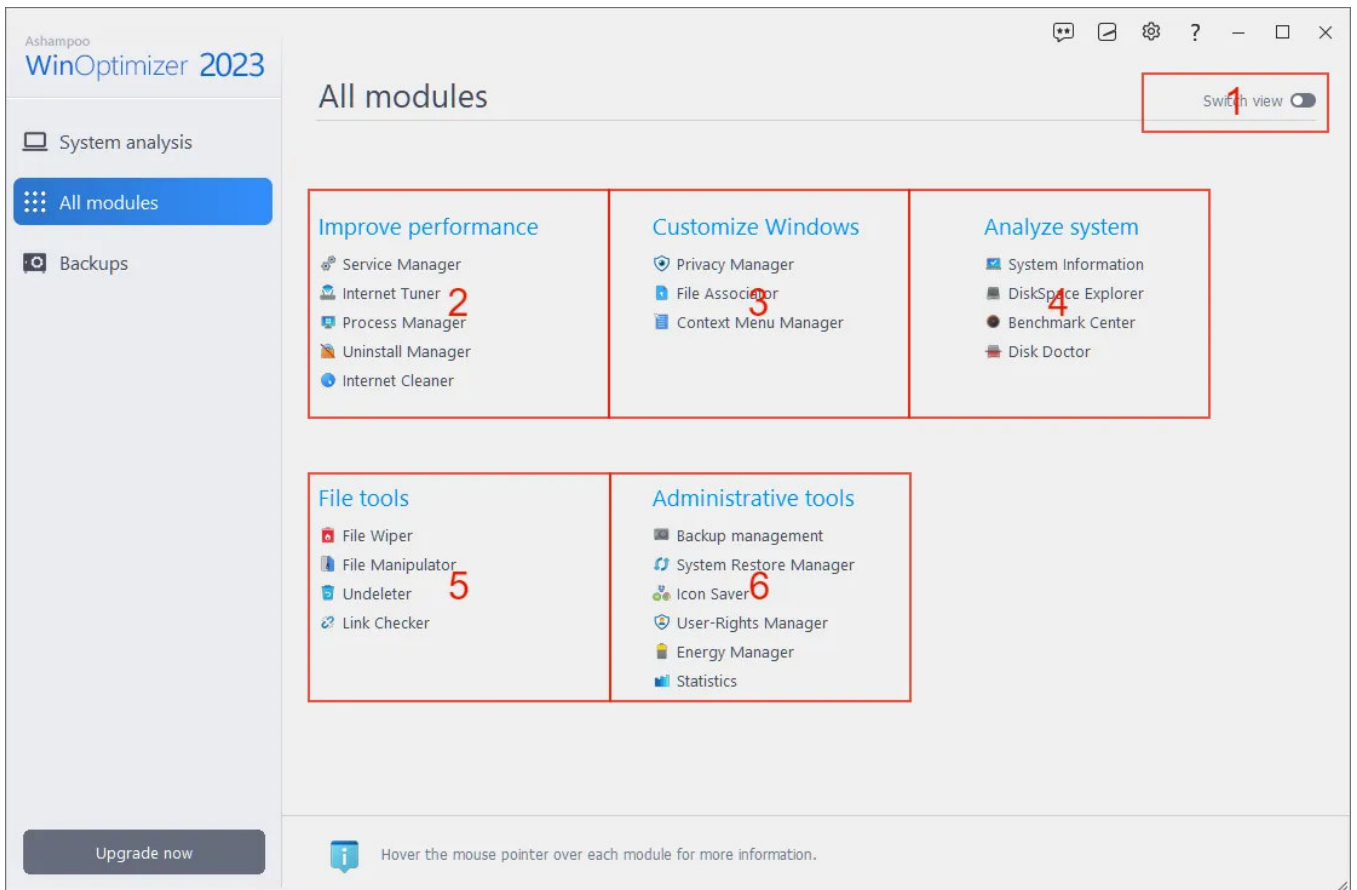 Ashampoo
WinOptimizer 2023
System analysis
All modules
Backups
Upgrade now
All modules
Switch view
1
Improve performance
Service Manager
Internet Tuner
Process Manager
Uninstall Manager
Internet Cleaner
2
Customize Windows
Privacy Manager
File Associator
Context Menu Manager
3
Analyze system
System Information
DiskSpace Explorer
Benchmark Center
Disk Doctor
4
File tools
File Wiper
File Manipulator
Undeleter
Link Checker
5
Administrative tools
Backup management
System Restore Manager
Icon Saver
User-Rights Manager
Energy Manager
Statistics
6
Hover the mouse pointer over each module for more information.